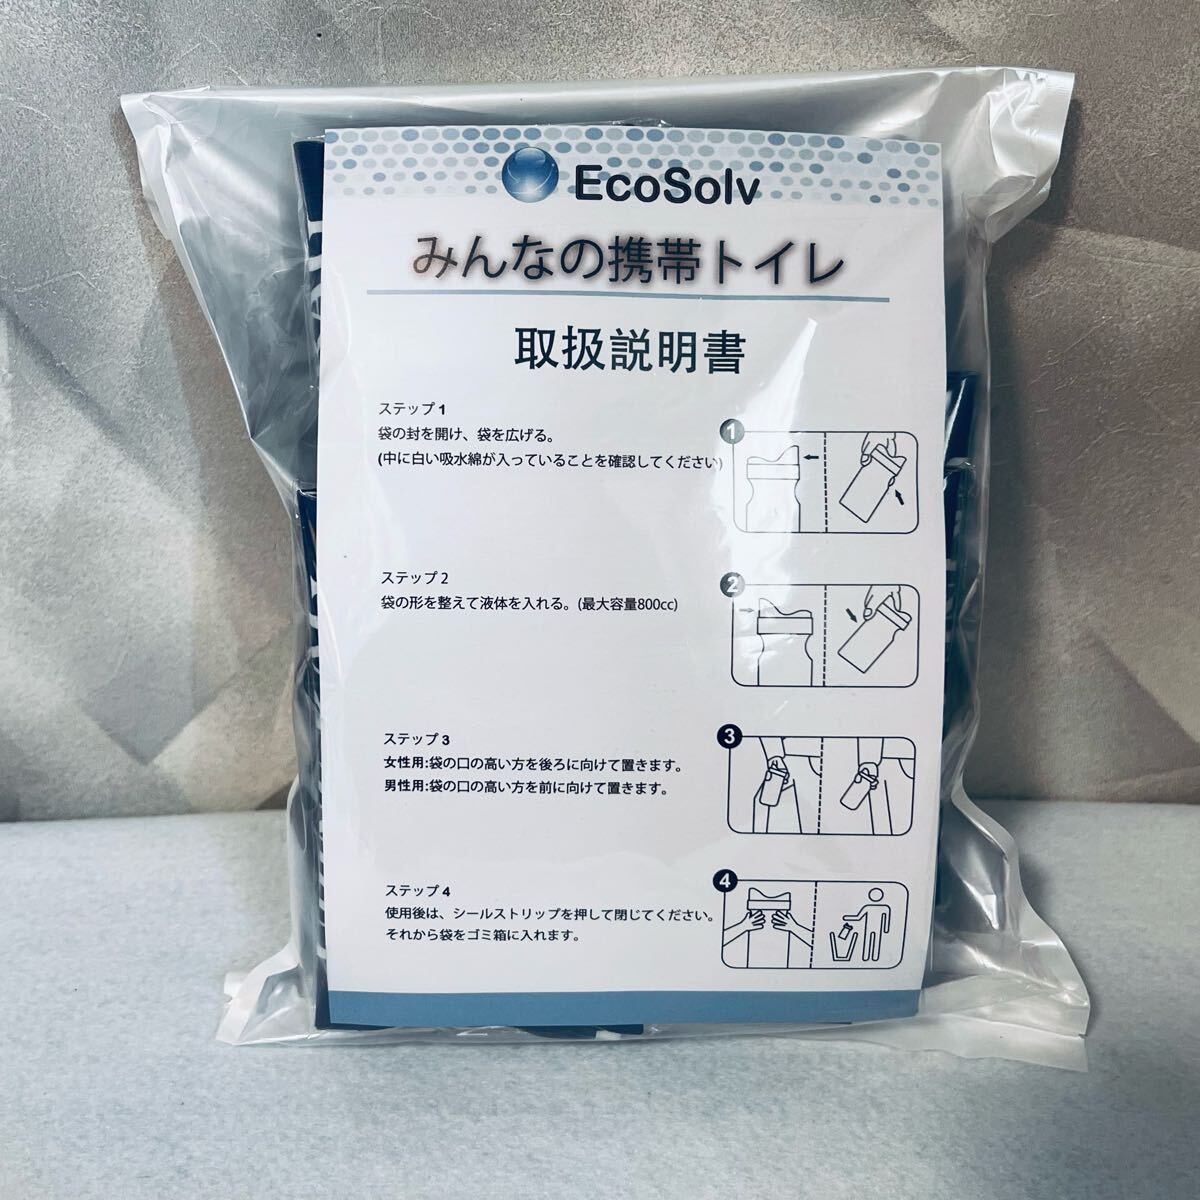 EcoSolv
みんなの携帯トイレ
取扱説明書
ステップ1
袋の封を開け、袋を広げる。
(中に白い吸水綿が入っていることを確認してください)
1
ステップ2
袋の形を整えて液体を入れる。(最大容量800cc)
2
ステップ3
女性用:袋の口の高い方を後ろに向けて置きます。
男性用:袋の口の高い方を前に向けて置きます。
3
ステップ4
使用後は、シールストリップを押して閉じてください。
それから袋をゴミ箱に入れます。
4